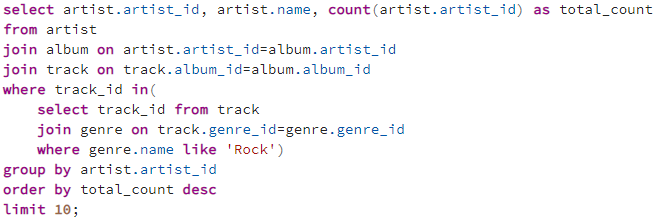 select artist.artist_id, artist.name, count(artist.artist_id) as total_count
from artist
join album on artist.artist_id=album.artist_id
join track on track.album_id=album.album_id
where track_id in(
    select track_id from track
    join genre on track.genre_id=genre.genre_id
    where genre.name like 'Rock')
group by artist.artist_id
order by total_count desc
limit 10;